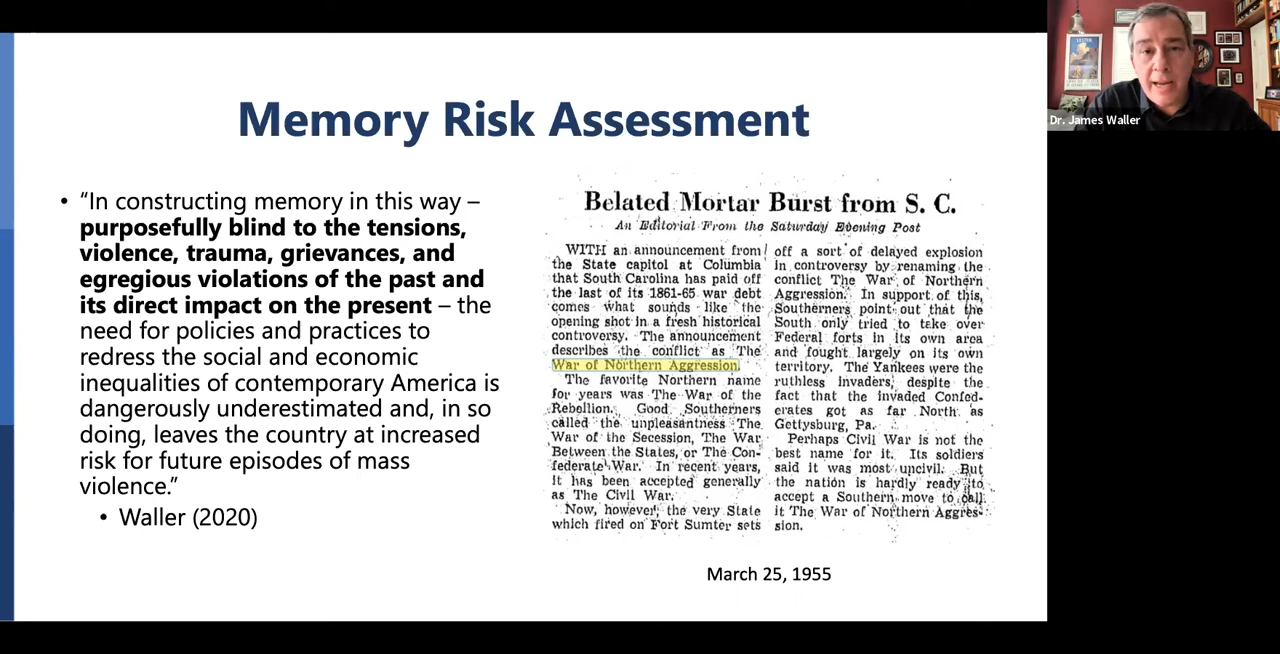 Memory Risk Assessment
• “In constructing memory in this way –
purposefully blind to the tensions,
violence, trauma, grievances, and
egregious violations of the past and
its direct impact on the present – the
need for policies and practices to
redress the social and economic
inequalities of contemporary America is
dangerously underestimated and, in so
doing, leaves the country at increased
risk for future episodes of mass
violence.”
• Waller (2020)
Belated Mortar Burst from S. C.
An Editorial From the Saturday Evening Post
WITH an announcement from
the State capitol at Columbia
that South Carolina has paid off
the last of its 1861-65 war debt
comes what sounds like the
opening shot in a fresh historical
controversy. The announcement
describes the conflict as The
War of Northern Aggression.
The favorite Northern name
for years was The War of the
Rebellion. Good Southerners
called the unpleasantness The
War of the Secession, The War
Between the States, or The Con-
federate War. In recent years,
it has been accepted generally
as The Civil War.
Now, however, the very State
which fired on Fort Sumter sets
off a sort of delayed explosion
in controversy by renaming the
conflict The War of Northern
Aggression. In support of this,
Southerners point out that the
South only tried to take over
Federal forts in its own area
and fought largely on its own
territory. The Yankees were the
ruthless invaders, despite the
fact that the invaded Confed-
erates got as far North as
Gettysburg, Pa.
Perhaps Civil War is not the
best name for it. Its soldiers
said it was most uncivil. But
the nation is hardly ready to
accept a Southern move to call
it The War of Northern Aggres-
sion.
March 25, 1955
Dr. James Waller